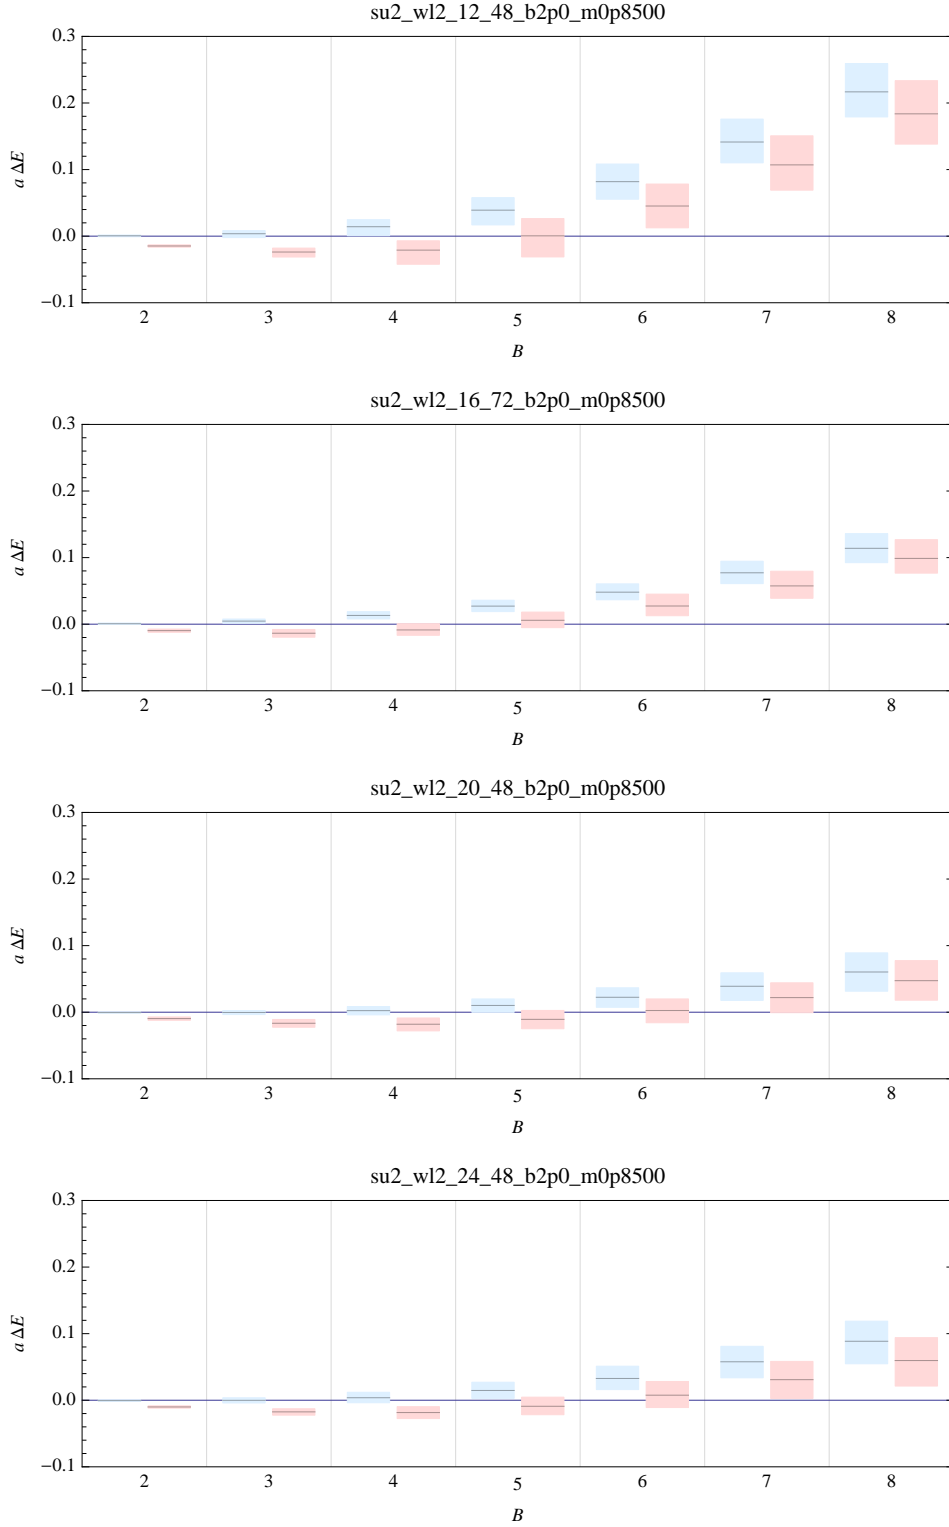 su2_wl2_12_48_b2p0_m0p8500
0.3
0.2
0.1
0.0
−0.1
a ΔE
2 3 4 5 6 7 8
B
su2_wl2_16_72_b2p0_m0p8500
0.3
0.2
0.1
0.0
−0.1
a ΔE
2 3 4 5 6 7 8
B
su2_wl2_20_48_b2p0_m0p8500
0.3
0.2
0.1
0.0
−0.1
a ΔE
2 3 4 5 6 7 8
B
su2_wl2_24_48_b2p0_m0p8500
0.3
0.2
0.1
0.0
−0.1
a ΔE
2 3 4 5 6 7 8
B